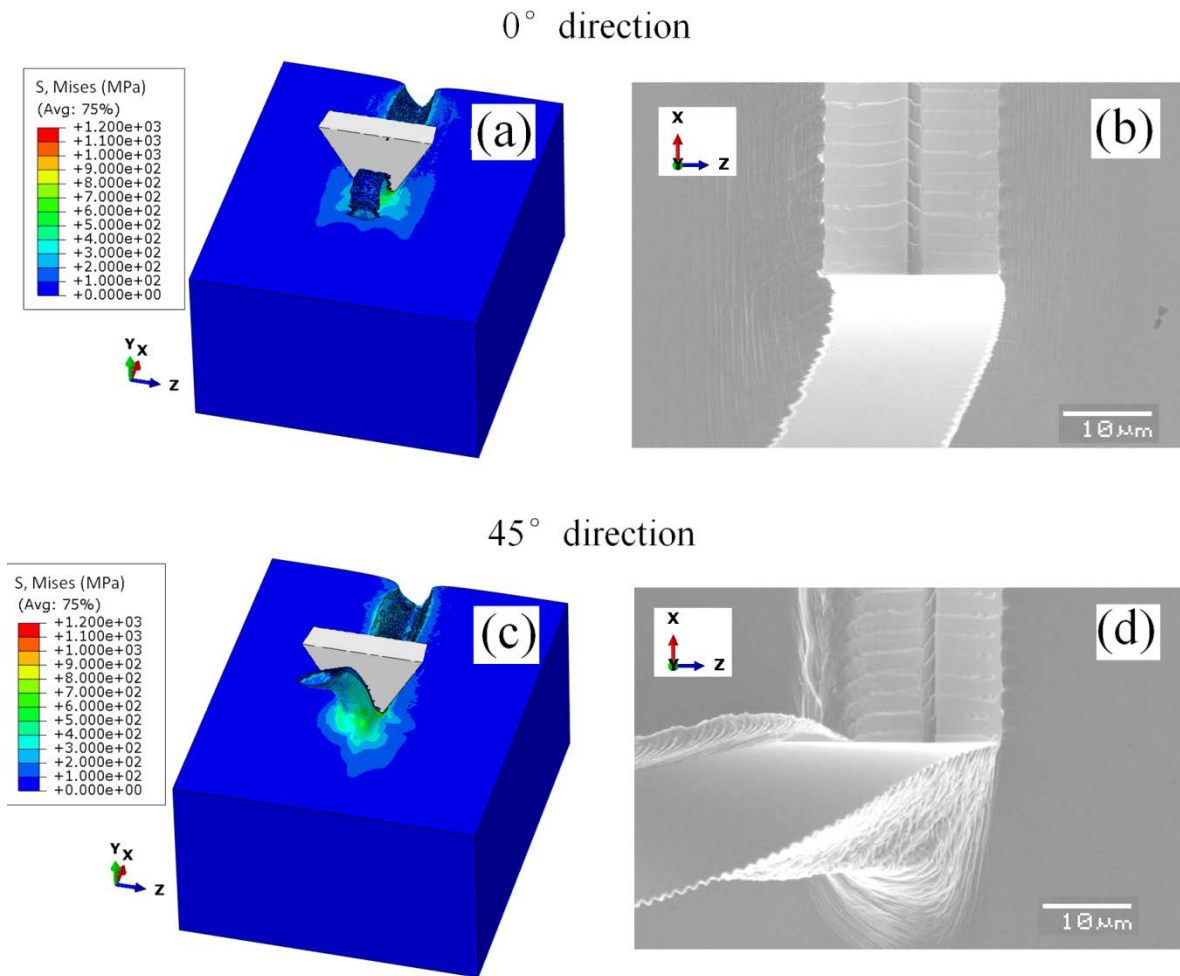 0° direction
S, Mises (MPa)
(Avg: 75%)
+1.200e+03
+1.100e+03
+1.000e+03
+9.000e+02
+8.000e+02
+7.000e+02
+6.000e+02
+5.000e+02
+4.000e+02
+3.000e+02
+2.000e+02
+1.000e+02
+0.000e+00
Y X
Z
(a)
X
Y Z
(b)
10μm
45° direction
S, Mises (MPa)
(Avg: 75%)
+1.200e+03
+1.100e+03
+1.000e+03
+9.000e+02
+8.000e+02
+7.000e+02
+6.000e+02
+5.000e+02
+4.000e+02
+3.000e+02
+2.000e+02
+1.000e+02
+0.000e+00
Y X
Z
(c)
X
Y Z
(d)
10μm